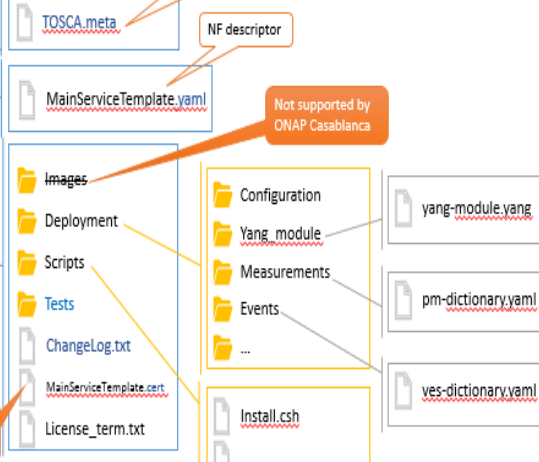 TOSCA.meta
NF descriptor
MainServiceTemplate.yaml
Not supported by
ONAP Casablanca
Images
Deployment
Scripts
Tests
ChangeLog.txt
MainServiceTemplate.cert
License_term.txt
Configuration
Yang_module
Measurements
Events
...
Install.csh
yang-module.yang
pm-dictionary.yaml
ves-dictionary.yaml